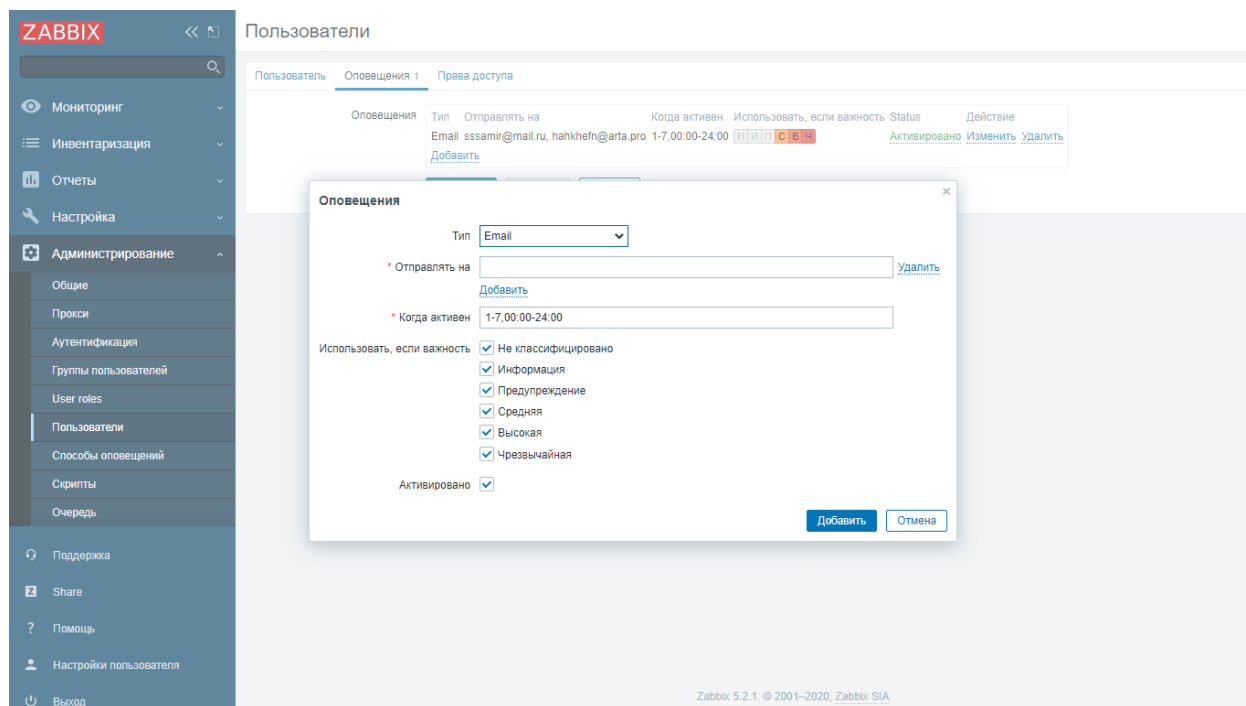 ZABBIX
Пользователи
Пользователь Оповещения 1 Права доступа
Мониторинг
Инвентаризация
Отчеты
Настройка
Администрирование
Общие
Прокси
Аутентификация
Группы пользователей
User roles
Пользователи
Способы оповещений
Скрипты
Очередь
Поддержка
Z Share
? Помощь
Настройки пользователя
Выход
Оповещения
Тип Отправлять на Когда активен Использовать, если важность Status Действие
Email sssamir@mail.ru, hahkhefn@arta.pro 1-7,00:00-24:00 Н И П С В Ч Активировано Изменить Удалить
Добавить
Оповещения
Тип Email
* Отправлять на Удалить
Добавить
* Когда активен 1-7,00:00-24:00
Использовать, если важность Не классифицировано
Информация
Предупреждение
Средняя
Высокая
Чрезвычайная
Активировано
Добавить Отмена
Zabbix 5.2.1. © 2001–2020, Zabbix SIA